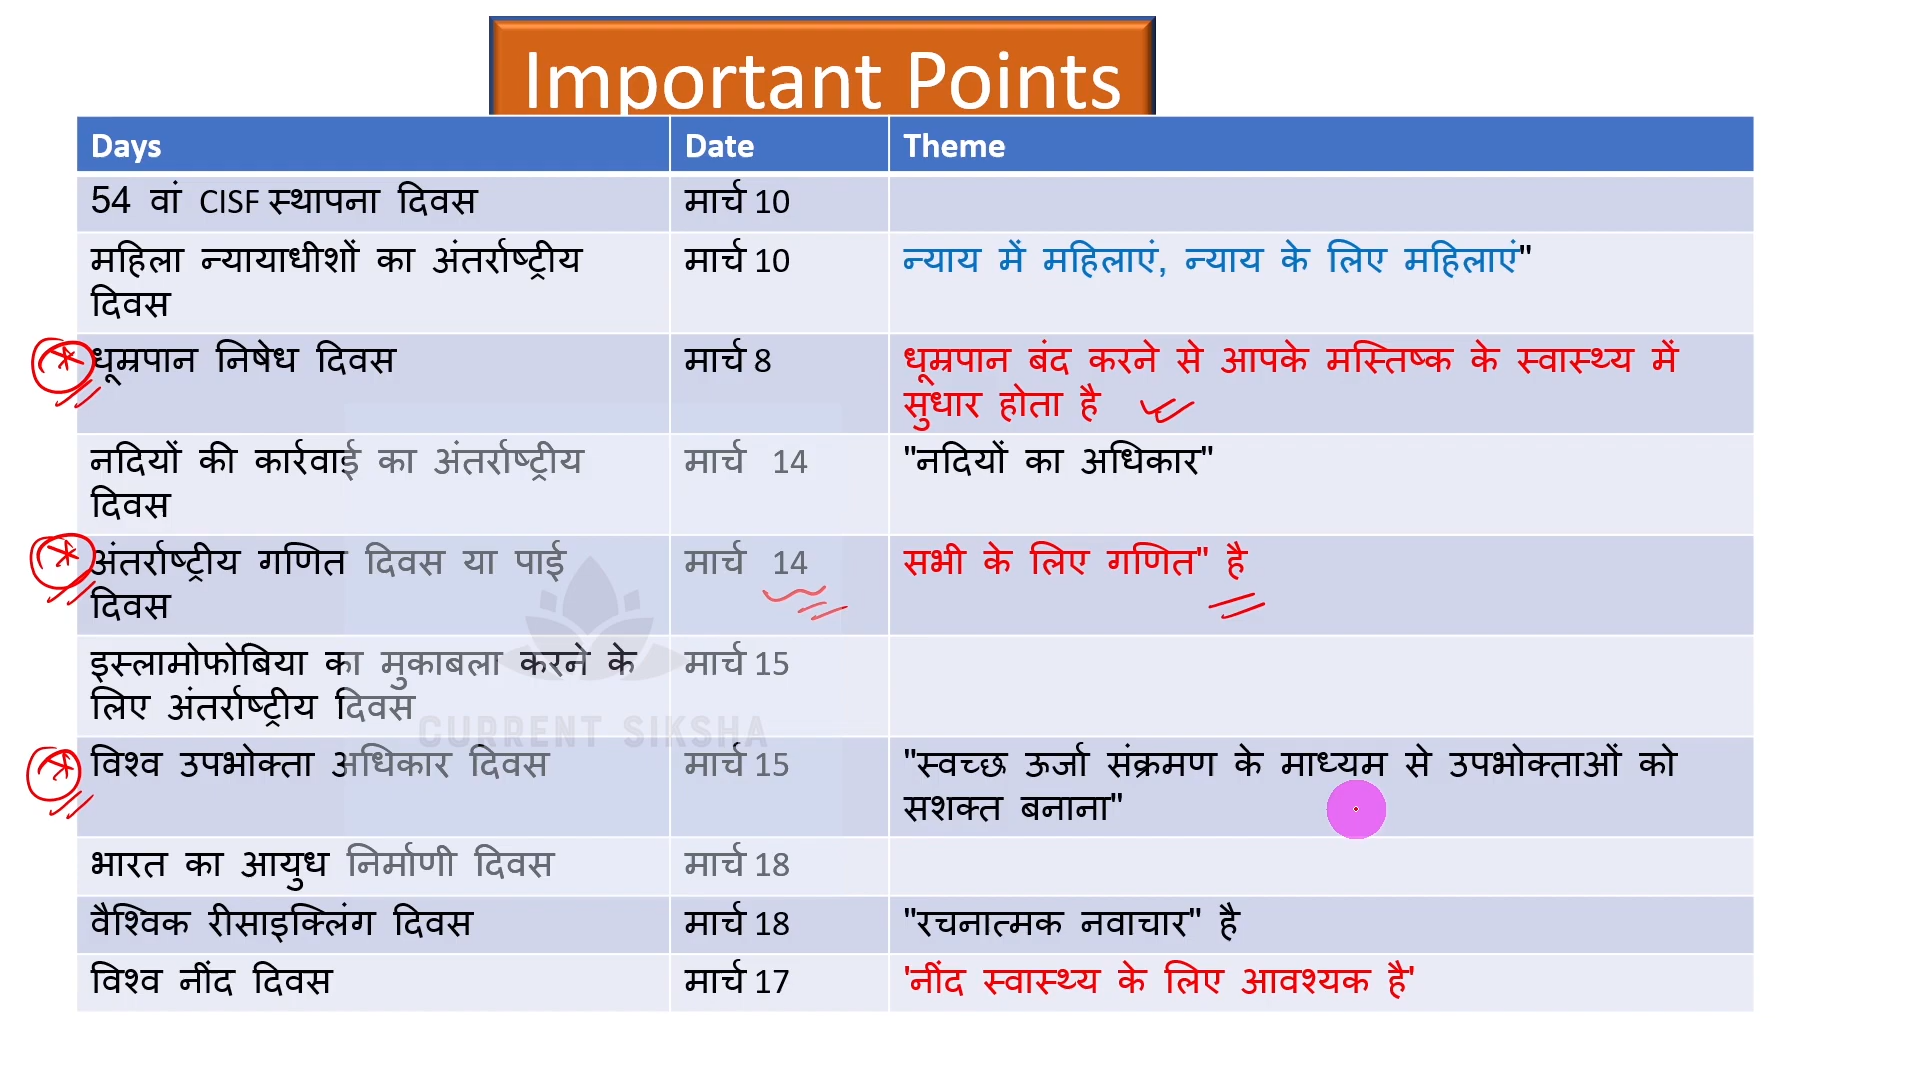 Important Points
Days Date Theme
54 वां CISF स्थापना दिवस मार्च 10
महिला न्यायाधीशों का अंतर्राष्ट्रीय मार्च 10 न्याय में महिलाएं, न्याय के लिए महिलाएं"
दिवस
धूम्रपान निषेध दिवस मार्च 8 धूम्रपान बंद करने से आपके मस्तिष्क के स्वास्थ्य में
सुधार होता है
नदियों की कार्रवाई का अंतर्राष्ट्रीय मार्च 14 "नदियों का अधिकार"
दिवस
अंतर्राष्ट्रीय गणित दिवस या पाई मार्च 14 सभी के लिए गणित" है
दिवस
इस्लामोफोबिया का मुकाबला करने के मार्च 15
लिए अंतर्राष्ट्रीय दिवस
CURRENT SIKSHA
विश्व उपभोक्ता अधिकार दिवस मार्च 15 "स्वच्छ ऊर्जा संक्रमण के माध्यम से उपभोक्ताओं को
सशक्त बनाना"
भारत का आयुध निर्माणी दिवस मार्च 18
वैश्विक रीसाइक्लिंग दिवस मार्च 18 "रचनात्मक नवाचार" है
विश्व नींद दिवस मार्च 17 'नींद स्वास्थ्य के लिए आवश्यक है'